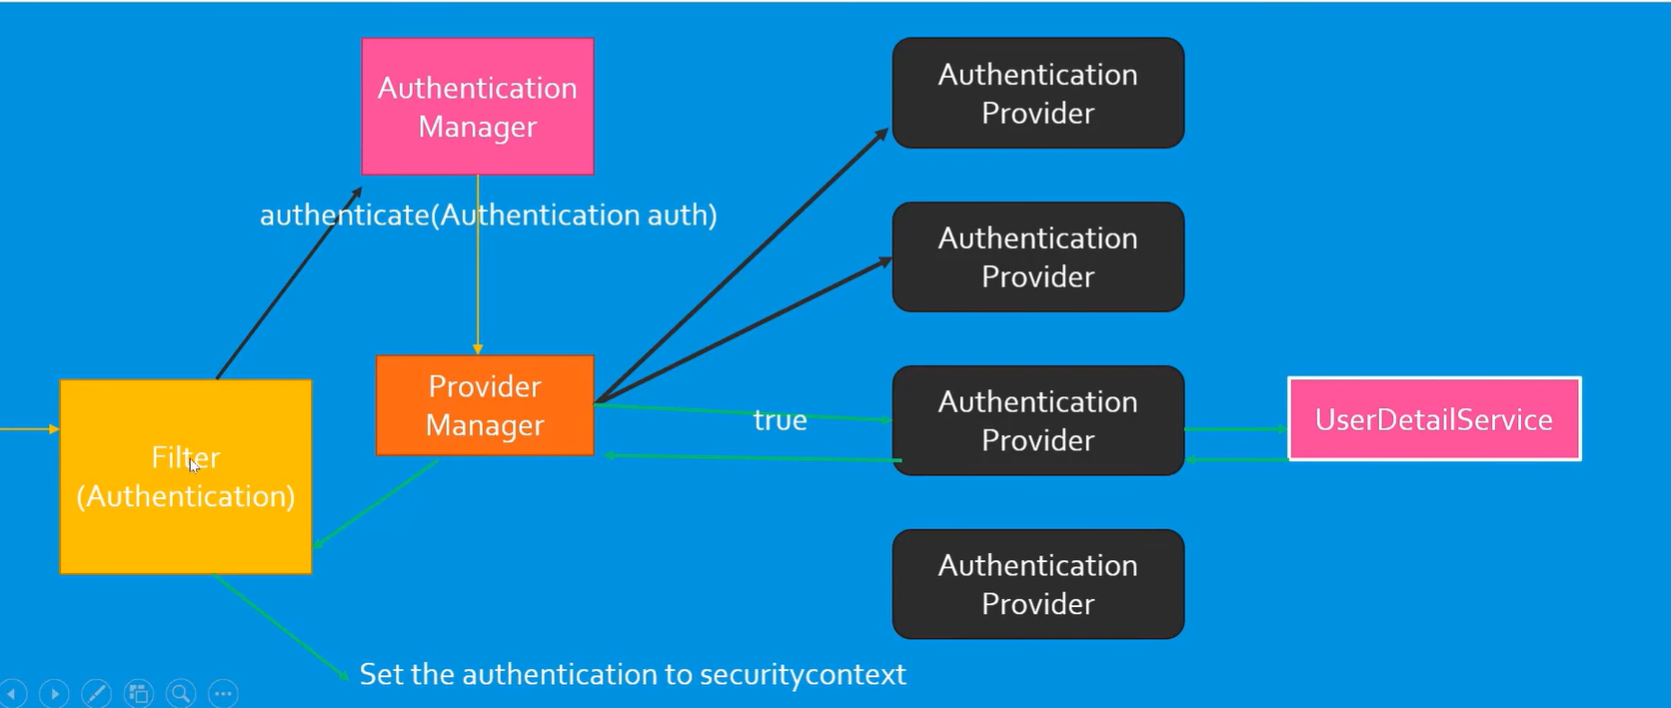 Authentication
Manager
authenticate(Authentication auth)
Provider
Manager
Filter
(Authentication)
true
Authentication
Provider
Authentication
Provider
Authentication
Provider
Authentication
Provider
UserDetailService
Set the authentication to securitycontext